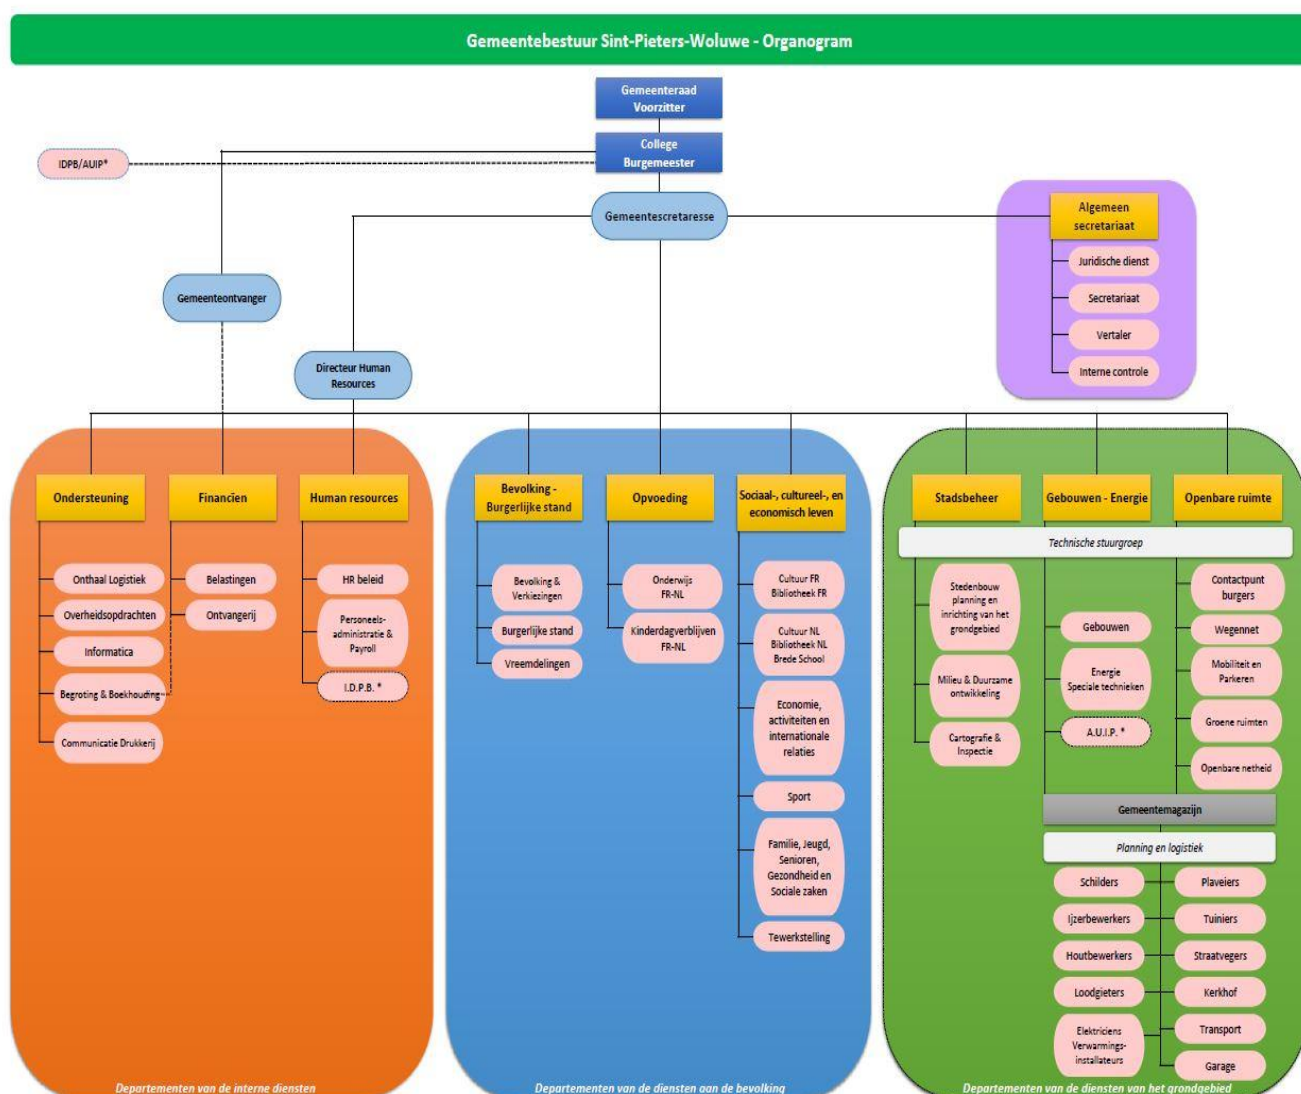 Gemeentebestuur Sint-Pieters-Woluwe - Organogram
Gemeenteraad
Voorzitter
College
Burgemeester
IDPB/AUIP*
Gemeentescretaresse
Algemeen
secretariaat
Juridische dienst
Secretariaat
Vertaler
Interne controle
Gemeenteontvanger
Directeur Human
Resources
Ondersteuning
Onthaal Logistiek
Overheidsopdrachten
Informatica
Begroting & Boekhouding
Communicatie Drukkerij
Financien
Belastingen
Ontvangerij
Human resources
HR beleid
Personeels-
administratie &
Payroll
I.D.P.B. *
Departementen van de interne diensten
Bevolking -
Burgerlijke stand
Bevolking &
Verkiezingen
Burgerlijke stand
Vreemdelingen
Opvoeding
Onderwijs
FR-NL
Kinderdagverblijven
FR-NL
Sociaal-, cultureel-, en
economisch leven
Cultuur FR
Bibliotheek FR
Cultuur NL
Bibliotheek NL
Brede School
Economie,
activiteiten en
internationale
relaties
Sport
Familie, Jeugd,
Senioren,
Gezondheid en
Sociale zaken
Tewerkstelling
Departementen van de diensten aan de bevolking
Stadsbeheer
Gebouwen - Energie
Openbare ruimte
Technische stuurgroep
Stedenbouw
planning en
inrichting van het
grondgebied
Milieu & Duurzame
ontwikkeling
Cartografie &
Inspectie
Gebouwen
Energie
Speciale technieken
A.U.I.P. *
Contactpunt
burgers
Wegennet
Mobiliteit en
Parkeren
Groene ruimten
Openbare netheid
Gemeentemagazijn
Planning en logistiek
Schilders
Ijzerbewerkers
Houtbewerkers
Loodgieters
Elektriciens
Verwarmings-
installateurs
Plaveiers
Tuiniers
Straatvegers
Kerkhof
Transport
Garage
Departementen van de diensten van het grondgebied